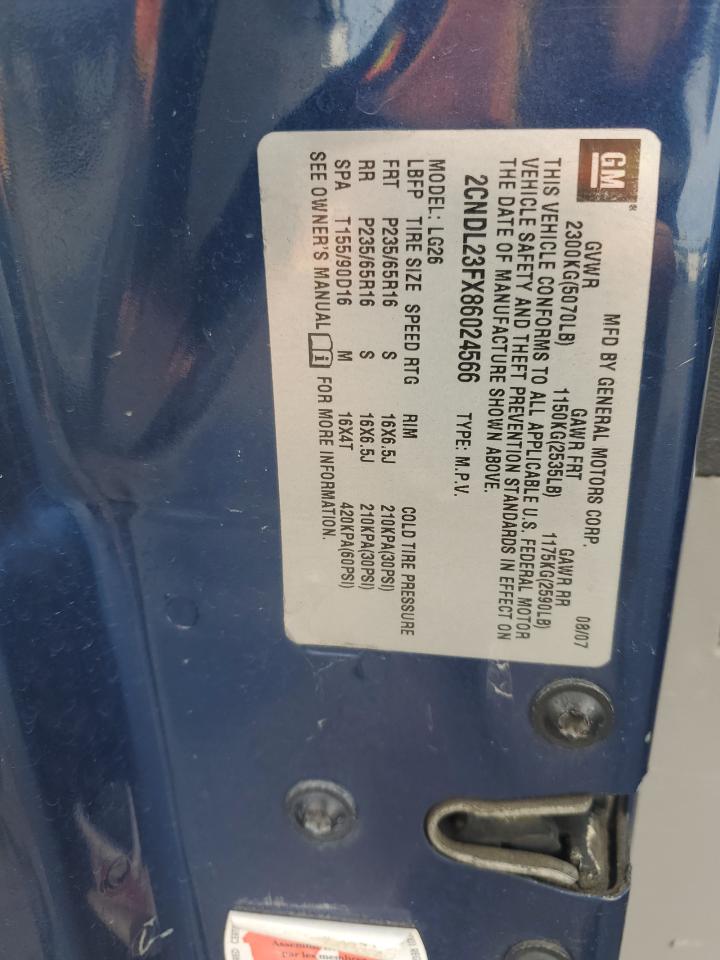 GM
MFD BY GENERAL MOTORS CORP. 08/07
GVWR GAWR FRT GAWR RR
2300KG(5070LB) 1150KG(2535LB) 1175KG(2590LB)
THIS VEHICLE CONFORMS TO ALL APPLICABLE U.S. FEDERAL MOTOR
VEHICLE SAFETY AND THEFT PREVENTION STANDARDS IN EFFECT ON
THE DATE OF MANUFACTURE SHOWN ABOVE.
2CNDL23FX86024566 TYPE: M.P.V.
MODEL: LG26
LBFP TIRE SIZE SPEED RTG RIM COLD TIRE PRESSURE
FRT P235/65R16 S 16X6.5J 210KPA(30PSI)
RR P235/65R16 S 16X6.5J 210KPA(30PSI)
SPA T155/90D16 M 16X4T 420KPA(60PSI)
SEE OWNER'S MANUAL FOR MORE INFORMATION.
par les membres